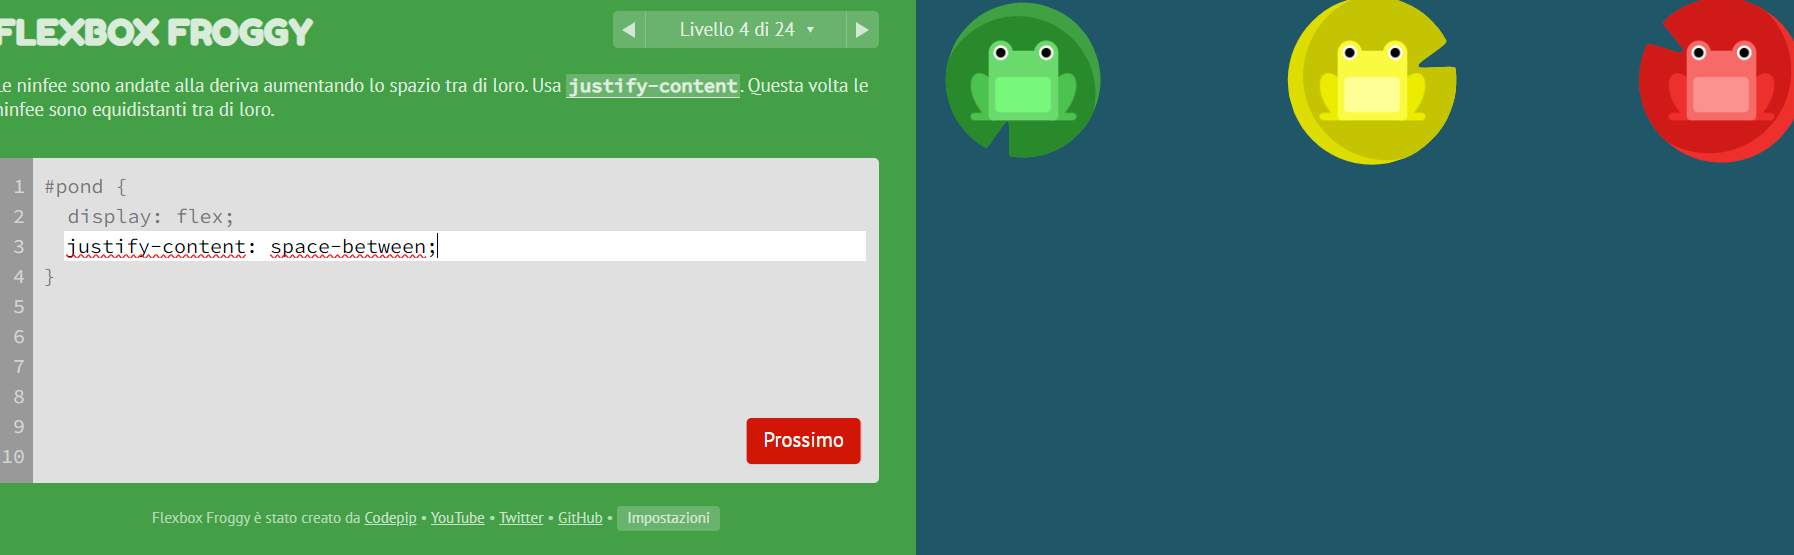 FLEXBOX FROGGY
Livello 4 di 24
Le ninfee sono andate alla deriva aumentando lo spazio tra di loro. Usa justify-content. Questa volta le
ninfee sono equidistanti tra di loro.
1 #pond {
2 display: flex;
3 justify-content: space-between;
4 }
5
6
7
8
9
10
Prossimo
Flexbox Froggy è stato creato da Codepip • YouTube • Twitter • GitHub • Impostazioni